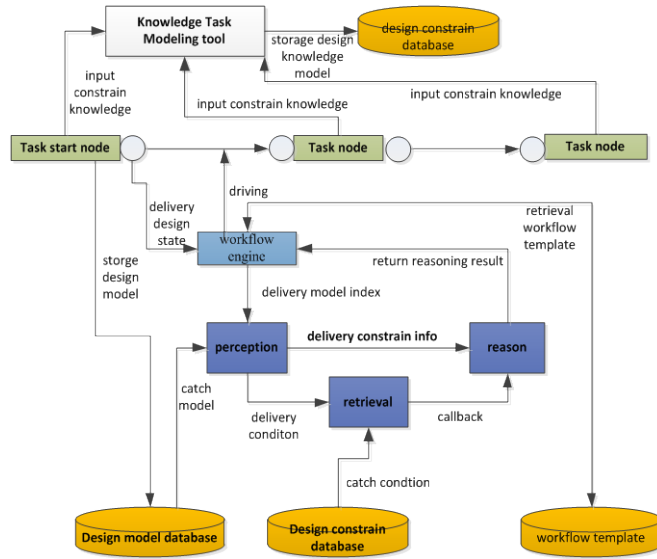 Knowledge Task
Modeling tool
storage design
knowledge
model
design constrain
database
input
constrain
knowledge
input constrain knowledge
input constrain knowledge
Task start node
Task node
Task node
driving
delivery
design
state
retrieval
workflow
template
workflow
engine
return reasoning result
storge
design
model
delivery model index
perception
delivery constrain info
reason
catch
model
retrieval
delivery
conditon
callback
catch condtion
Design model database
Design constrain
database
workflow template